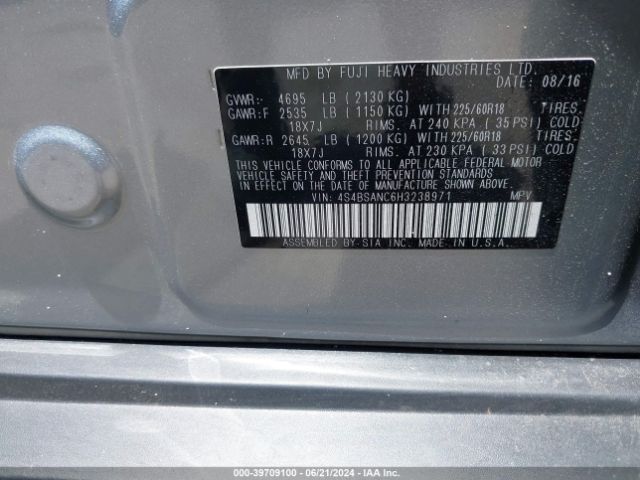 MFD BY FUJI HEAVY INDUSTRIES LTD.
DATE: 08/16
GVWR:- 4695 LB ( 2130 KG)
GAWR:F 2535 LB ( 1150 KG) WITH 225/60R18 TIRES.
18X7J RIMS. AT 240 KPA ( 35 PSI) COLD
GAWR:R 2645 LB ( 1200 KG) WITH 225/60R18 TIRES.
18X7J RIMS. AT 230 KPA ( 33 PSI) COLD
THIS VEHICLE CONFORMS TO ALL APPLICABLE FEDERAL MOTOR
VEHICLE SAFETY AND THEFT PREVENTION STANDARDS
IN EFFECT ON THE DATE OF MANUFACTURE SHOWN ABOVE.
VIN: 4S4BSANC6H3238971 MPV
ASSEMBLED BY SIA INC. MADE IN U.S.A.
000-39709100 - 06/21/2024 - IAA Inc.